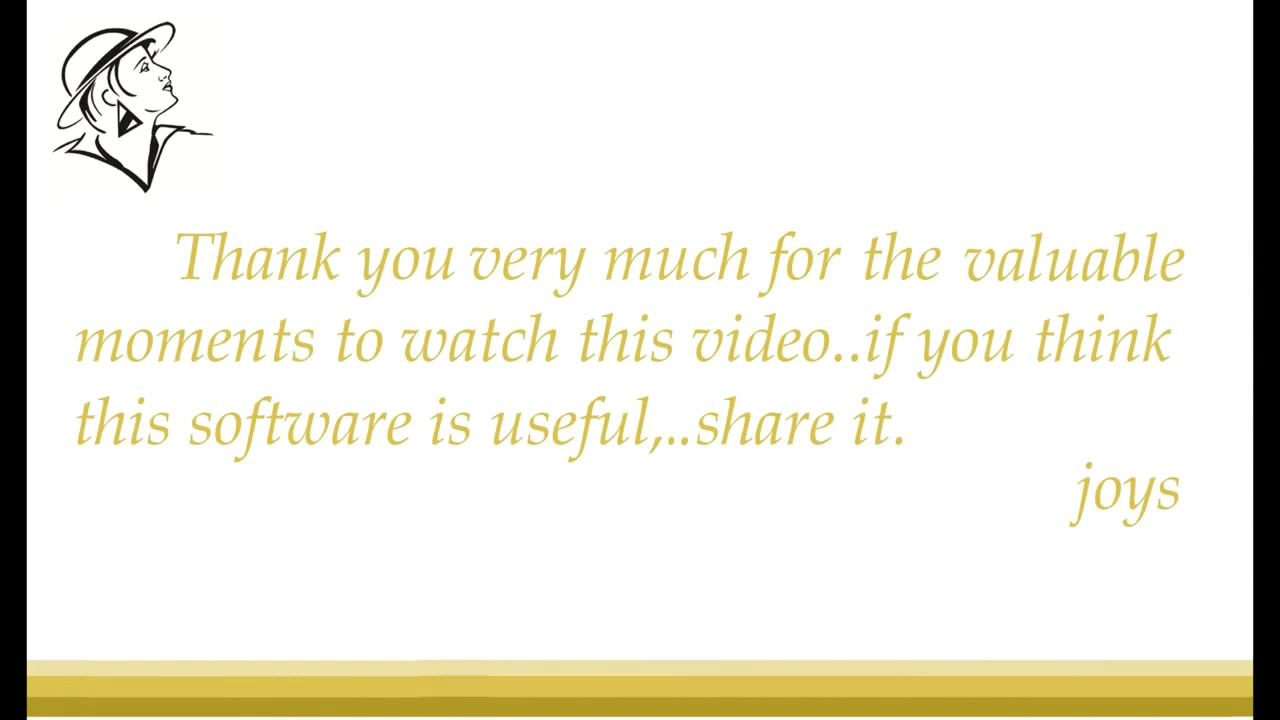 Thank you very much for the valuable
moments to watch this video..if you think
this software is useful,..share it.
joys